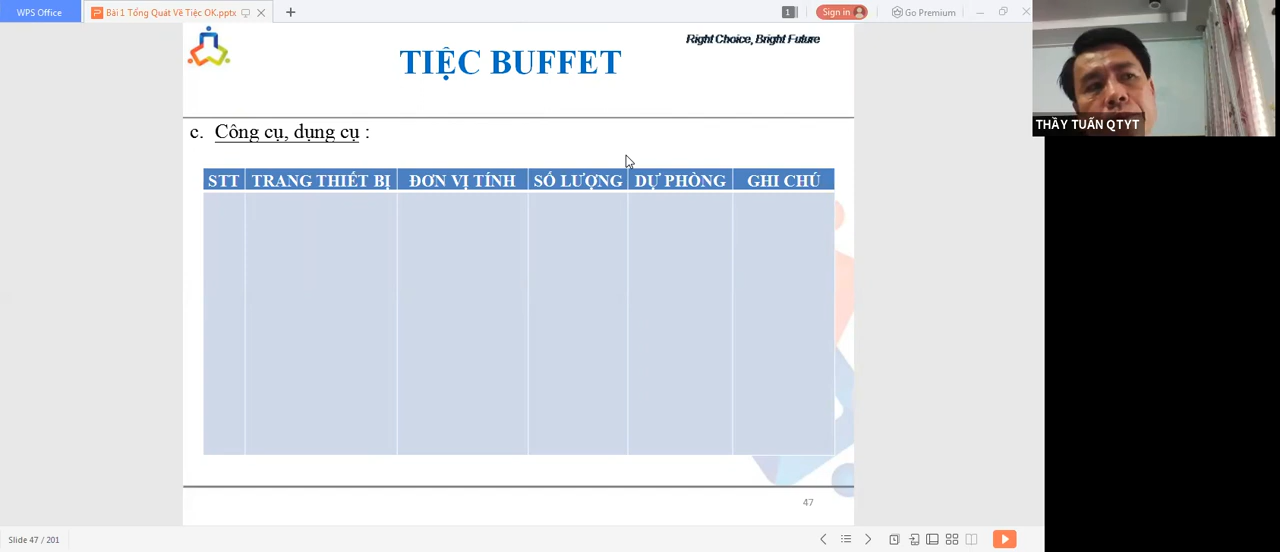 WPS Office
Bài 1 Tổng Quát Về Tiệc OK.pptx
1
Sign in
Go Premium
Right Choice, Bright Future
TIỆC BUFFET
THẦY TUẤN QTYT
c. Công cụ, dụng cụ :
STT TRANG THIẾT BỊ ĐƠN VỊ TÍNH SỐ LƯỢNG DỰ PHÒNG GHI CHÚ
47
Slide 47 / 201